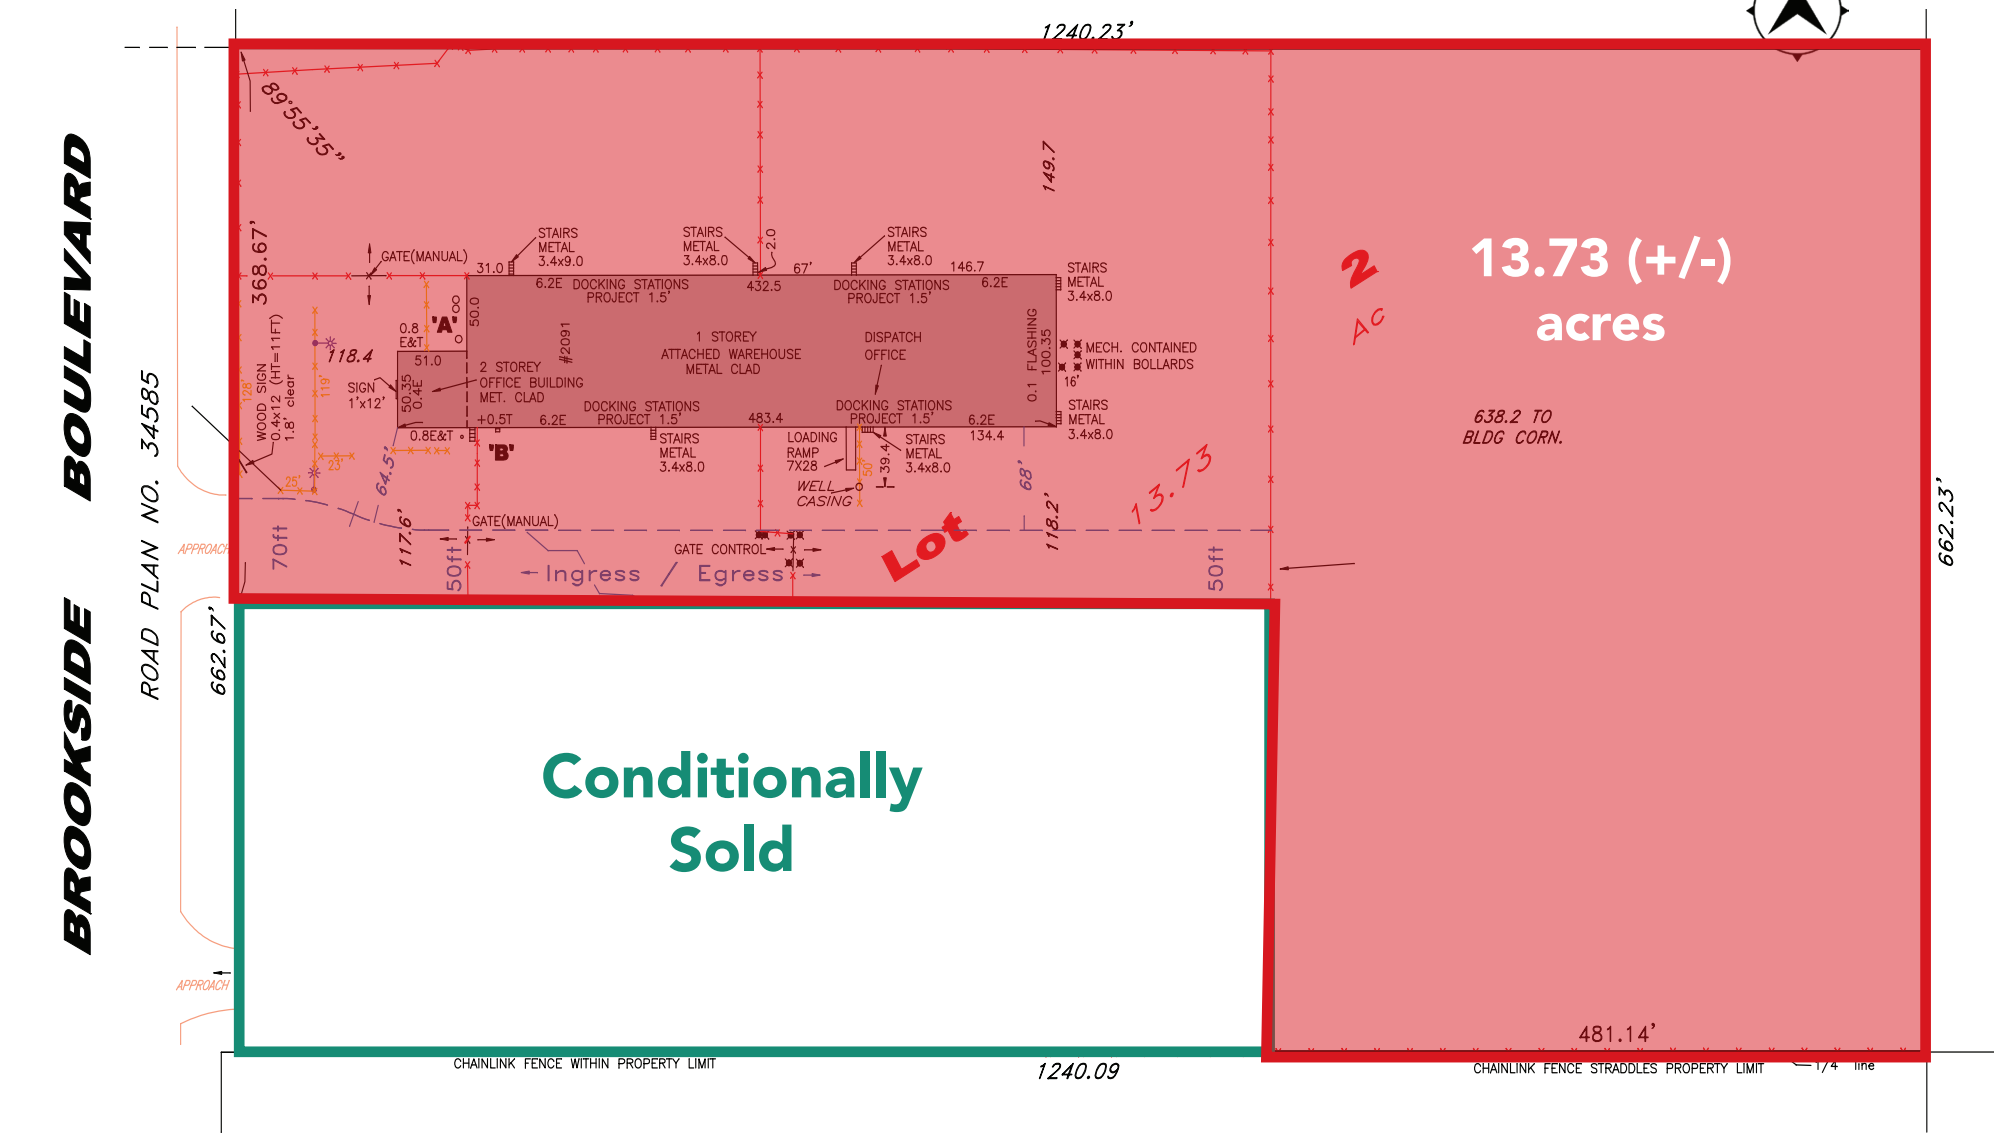 1240.23'
89°55'35"
BROOKSIDE BOULEVARD
ROAD PLAN NO. 34585
368.67'
662.67'
APPROACH
APPROACH
149.7
STAIRS
METAL
3.4x9.0
STAIRS
METAL
3.4x8.0
2.0
STAIRS
METAL
3.4x8.0
GATE(MANUAL)
31.0
67'
146.7
STAIRS
METAL
3.4x8.0
6.2E
DOCKING STATIONS
PROJECT 1.5'
432.5
DOCKING STATIONS
PROJECT 1.5'
6.2E
50.0
'A'
0.8
E&T
118.4
51.0
#2091
1 STOREY
ATTACHED WAREHOUSE
METAL CLAD
DISPATCH
OFFICE
0.1 FLASHING
100.35
MECH. CONTAINED
WITHIN BOLLARDS
16'
WOOD SIGN
0.4x12 (HT=11FT)
1.8' clear
128'
119'
SIGN
1'x12'
50.35
0.4E
2 STOREY
OFFICE BUILDING
MET. CLAD
+0.5T
6.2E
DOCKING STATIONS
PROJECT 1.5'
483.4
DOCKING STATIONS
PROJECT 1.5'
6.2E
134.4
STAIRS
METAL
3.4x8.0
0.8E&T
'B'
STAIRS
METAL
3.4x8.0
LOADING
RAMP
7X28
STAIRS
METAL
3.4x8.0
39.4
50'
WELL
CASING
23'
25'
64.5'
68'
117.6'
118.2'
GATE(MANUAL)
GATE CONTROL
70ft
50ft
Ingress / Egress
50ft
Lot
2
13.73
Ac
13.73 (+/-)
acres
638.2 TO
BLDG CORN.
662.23'
Conditionally
Sold
481.14'
CHAINLINK FENCE WITHIN PROPERTY LIMIT
1240.09
CHAINLINK FENCE STRADDLES PROPERTY LIMIT
1/4 line